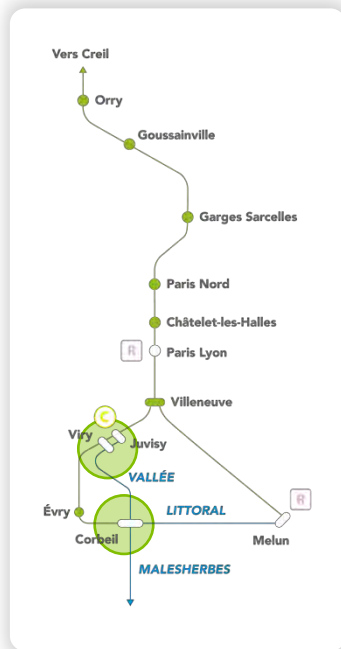 Vers Creil
Orry
Goussainville
Garges Sarcelles
Paris Nord
Châtelet-les-Halles
R
Paris Lyon
Villeneuve
C
Viry
Juvisy
VALLÉE
R
Évry
LITTORAL
Corbeil
Melun
MALESHERBES